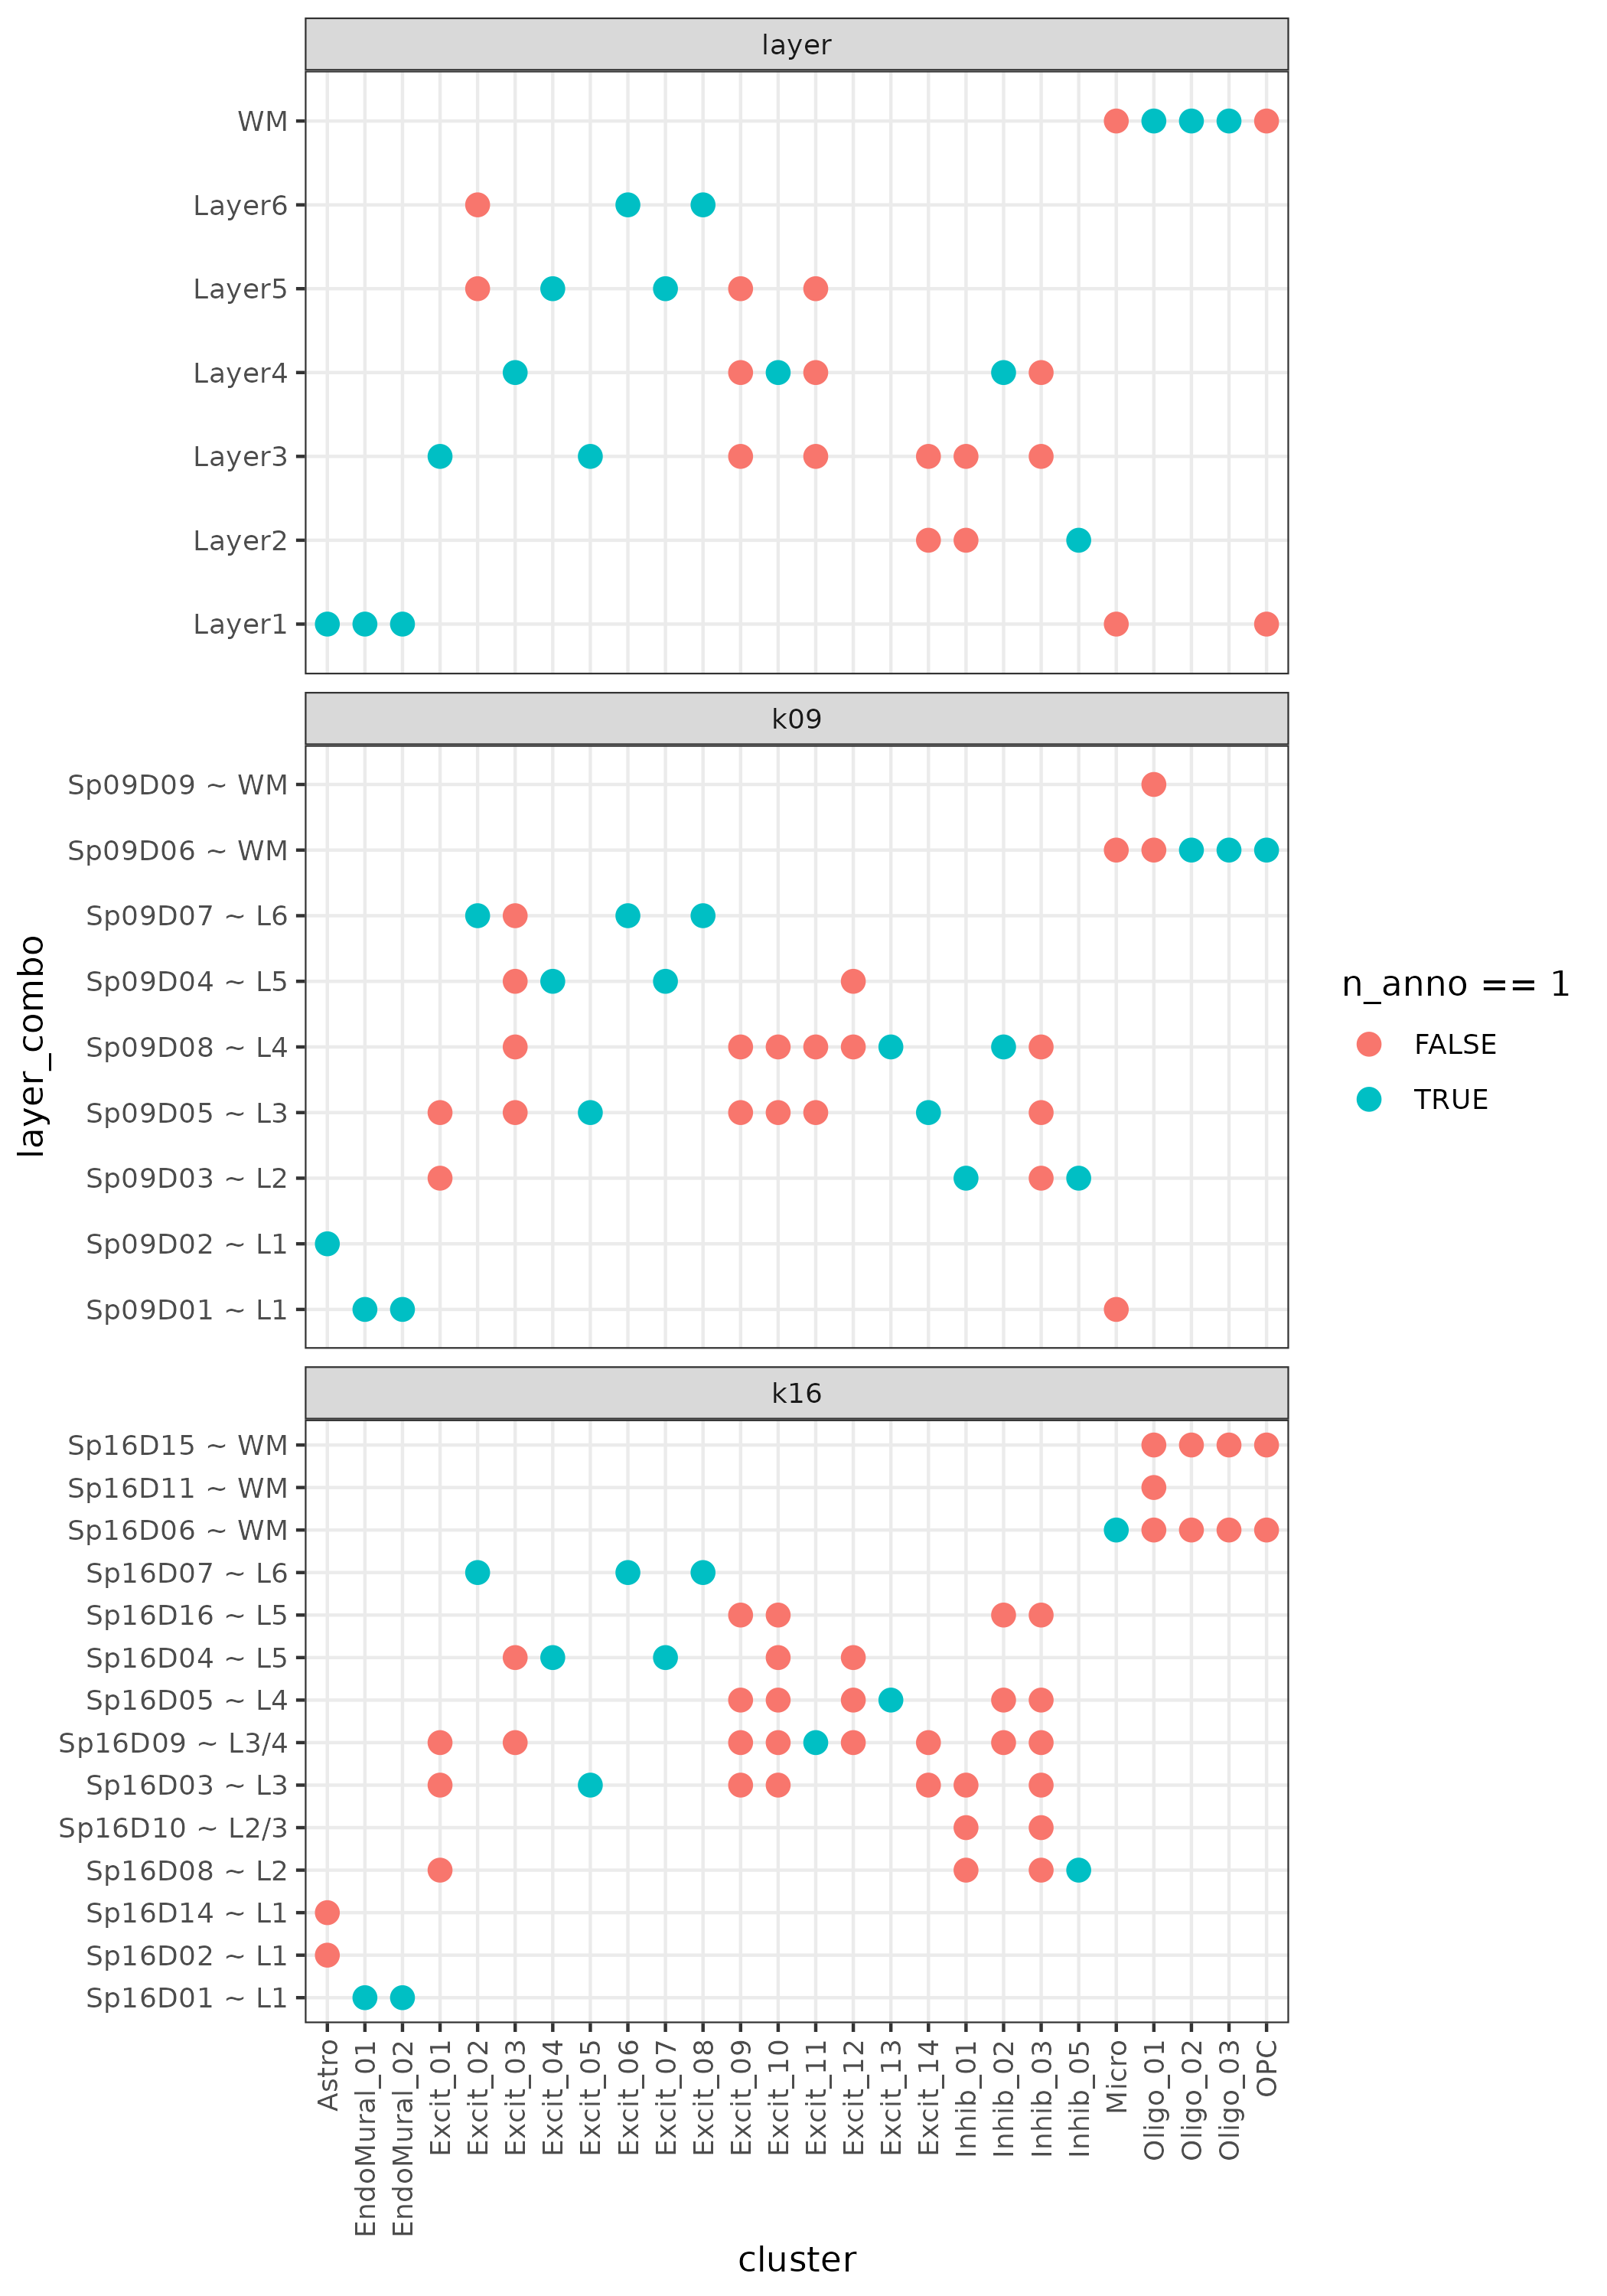 layer
WM
Layer6
Layer5
Layer4
Layer3
Layer2
Layer1
k09
Sp09D09 ~ WM
Sp09D06 ~ WM
Sp09D07 ~ L6
Sp09D04 ~ L5
Sp09D08 ~ L4
Sp09D05 ~ L3
Sp09D03 ~ L2
Sp09D02 ~ L1
Sp09D01 ~ L1
k16
Sp16D15 ~ WM
Sp16D11 ~ WM
Sp16D06 ~ WM
Sp16D07 ~ L6
Sp16D16 ~ L5
Sp16D04 ~ L5
Sp16D05 ~ L4
Sp16D09 ~ L3/4
Sp16D03 ~ L3
Sp16D10 ~ L2/3
Sp16D08 ~ L2
Sp16D14 ~ L1
Sp16D02 ~ L1
Sp16D01 ~ L1
Astro
EndoMural_01
EndoMural_02
Excit_01
Excit_02
Excit_03
Excit_04
Excit_05
Excit_06
Excit_07
Excit_08
Excit_09
Excit_10
Excit_11
Excit_12
Excit_13
Excit_14
Inhib_01
Inhib_02
Inhib_03
Inhib_05
Micro
Oligo_01
Oligo_02
Oligo_03
OPC
cluster
layer_combo
n_anno == 1
FALSE
TRUE